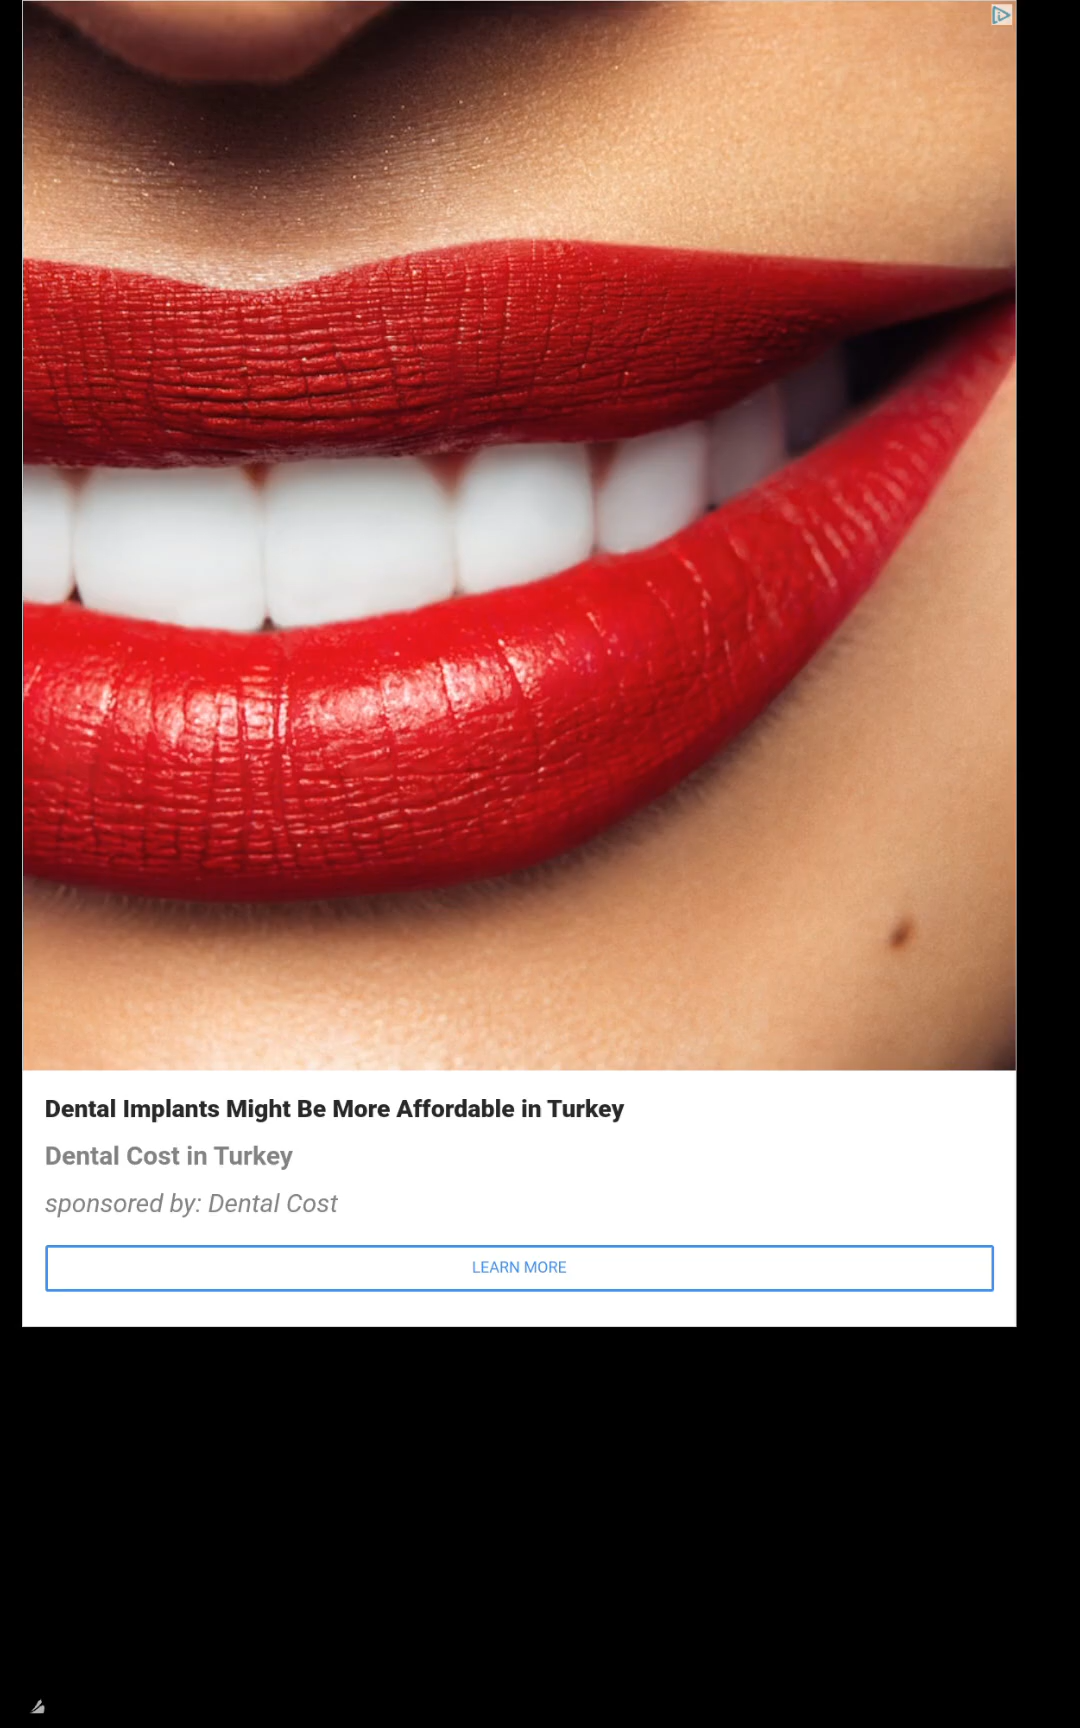 Dental Implants Might Be More Affordable in Turkey
Dental Cost in Turkey
sponsored by: Dental Cost
LEARN MORE